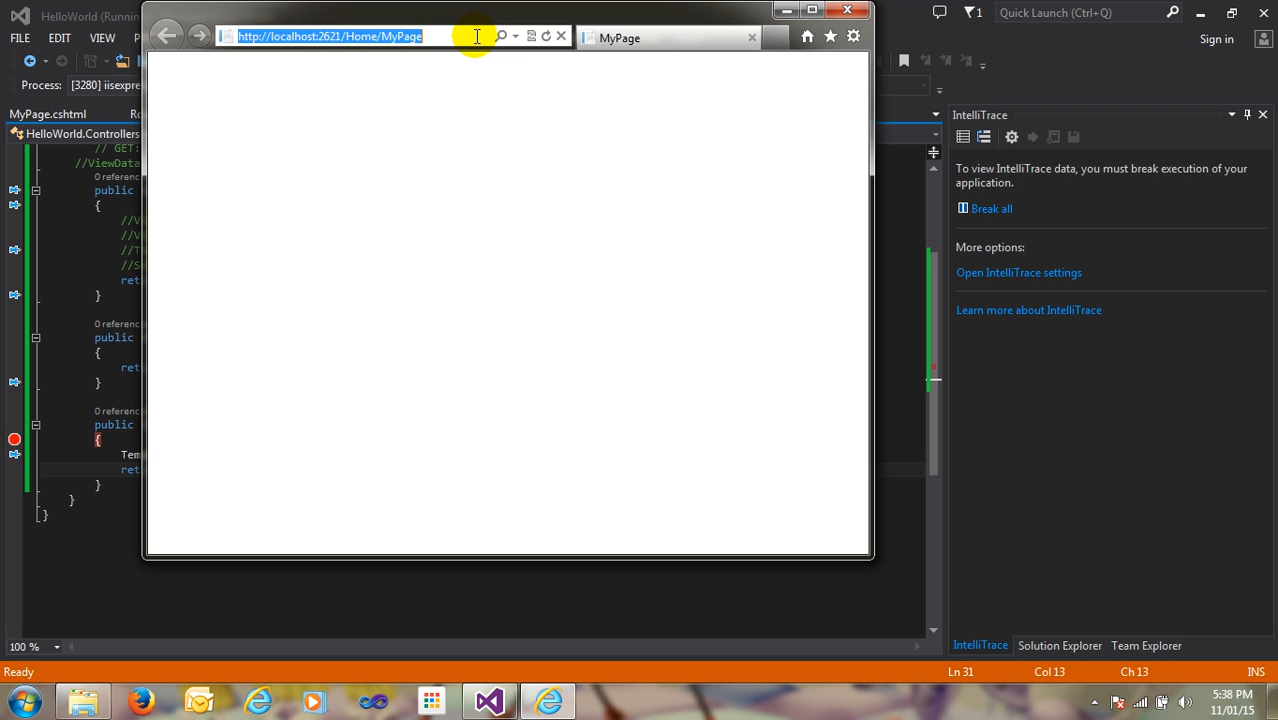 HelloWorld (Runnin
Quick Launch (Ctrl+Q)
1
FILE
EDIT
VIEW
Sign in
http://localhost:2621/Home/MyPage
MyPage
Process:
[3280] iisexpre
MyPage.cshtml
Ro
HelloWorld.Controllers
// GET:
//ViewData
0 referenc
public
{
//V
//V
//T
//S
ret
}
0 referenc
public
{
ret
}
0 referenc
public
{
Tem
ret
}
}
}
IntelliTrace
To view IntelliTrace data, you must break execution of your
application.
Break all
More options:
Open IntelliTrace settings
Learn more about IntelliTrace
100 %
IntelliTrace
Solution Explorer
Team Explorer
Ready
Ln 31
Col 13
Ch 13
INS
5:38 PM
11/01/15